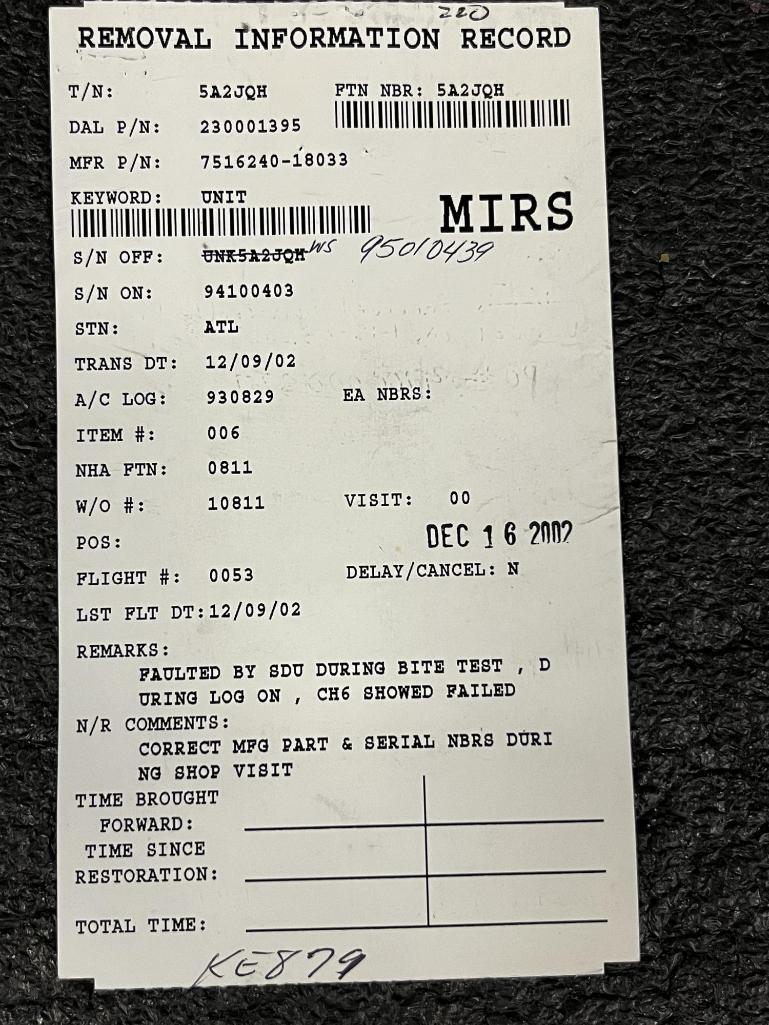 220
REMOVAL INFORMATION RECORD
T/N: 5A2JQH FTN NBR: 5A2JQH
DAL P/N: 230001395
MFR P/N: 7516240-18033
KEYWORD: UNIT
MIRS
S/N OFF: UNK5A2JQH WS 95010439
S/N ON: 94100403
STN: ATL
TRANS DT: 12/09/02
A/C LOG: 930829 EA NBRS:
ITEM #: 006
NHA FTN: 0811
W/O #: 10811 VISIT: 00
POS: DEC 16 2002
FLIGHT #: 0053 DELAY/CANCEL: N
LST FLT DT: 12/09/02
REMARKS:
FAULTED BY SDU DURING BITE TEST , D
URING LOG ON , CH6 SHOWED FAILED
N/R COMMENTS:
CORRECT MFG PART & SERIAL NBRS DURI
NG SHOP VISIT
TIME BROUGHT
FORWARD:
TIME SINCE
RESTORATION:
TOTAL TIME:
KE879